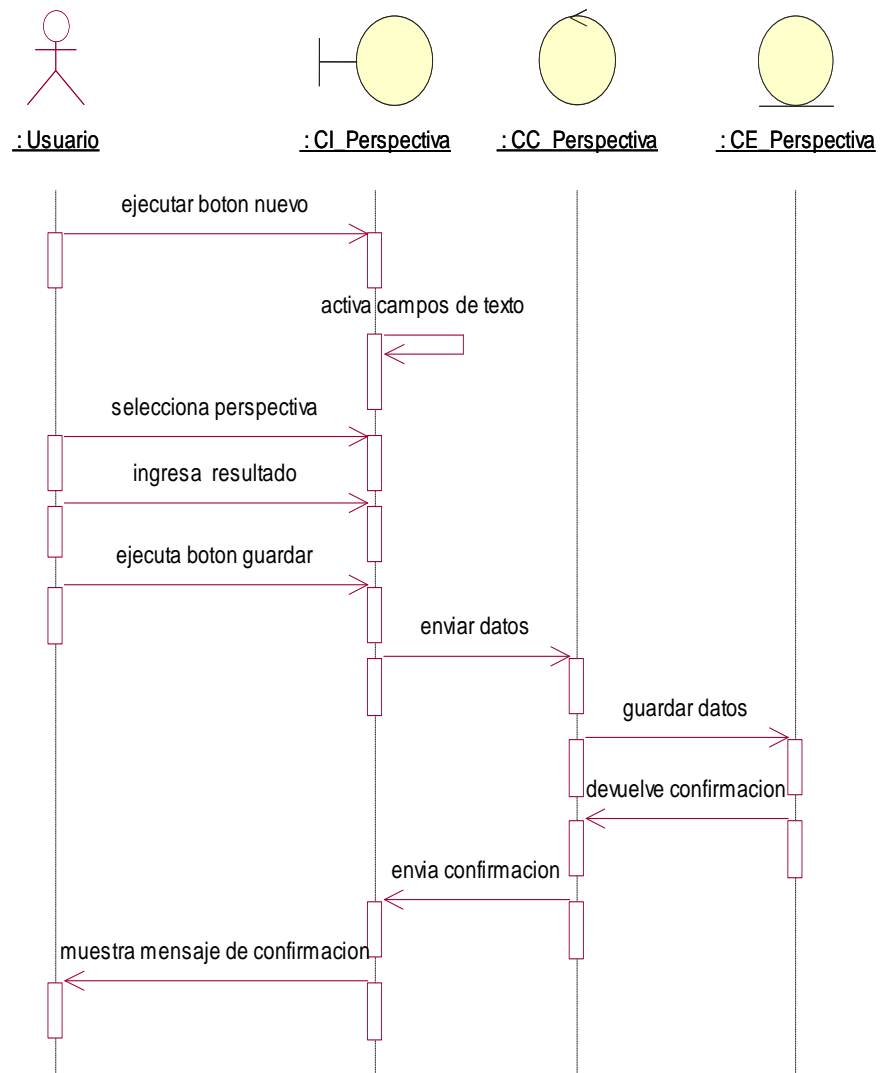 : Usuario
: CI_Perspectiva
: CC_Perspectiva
: CE_Perspectiva
ejecutar boton nuevo
activa campos de texto
selecciona perspectiva
ingresa resultado
ejecuta boton guardar
enviar datos
guardar datos
devuelve confirmacion
envia confirmacion
muestra mensaje de confirmacion